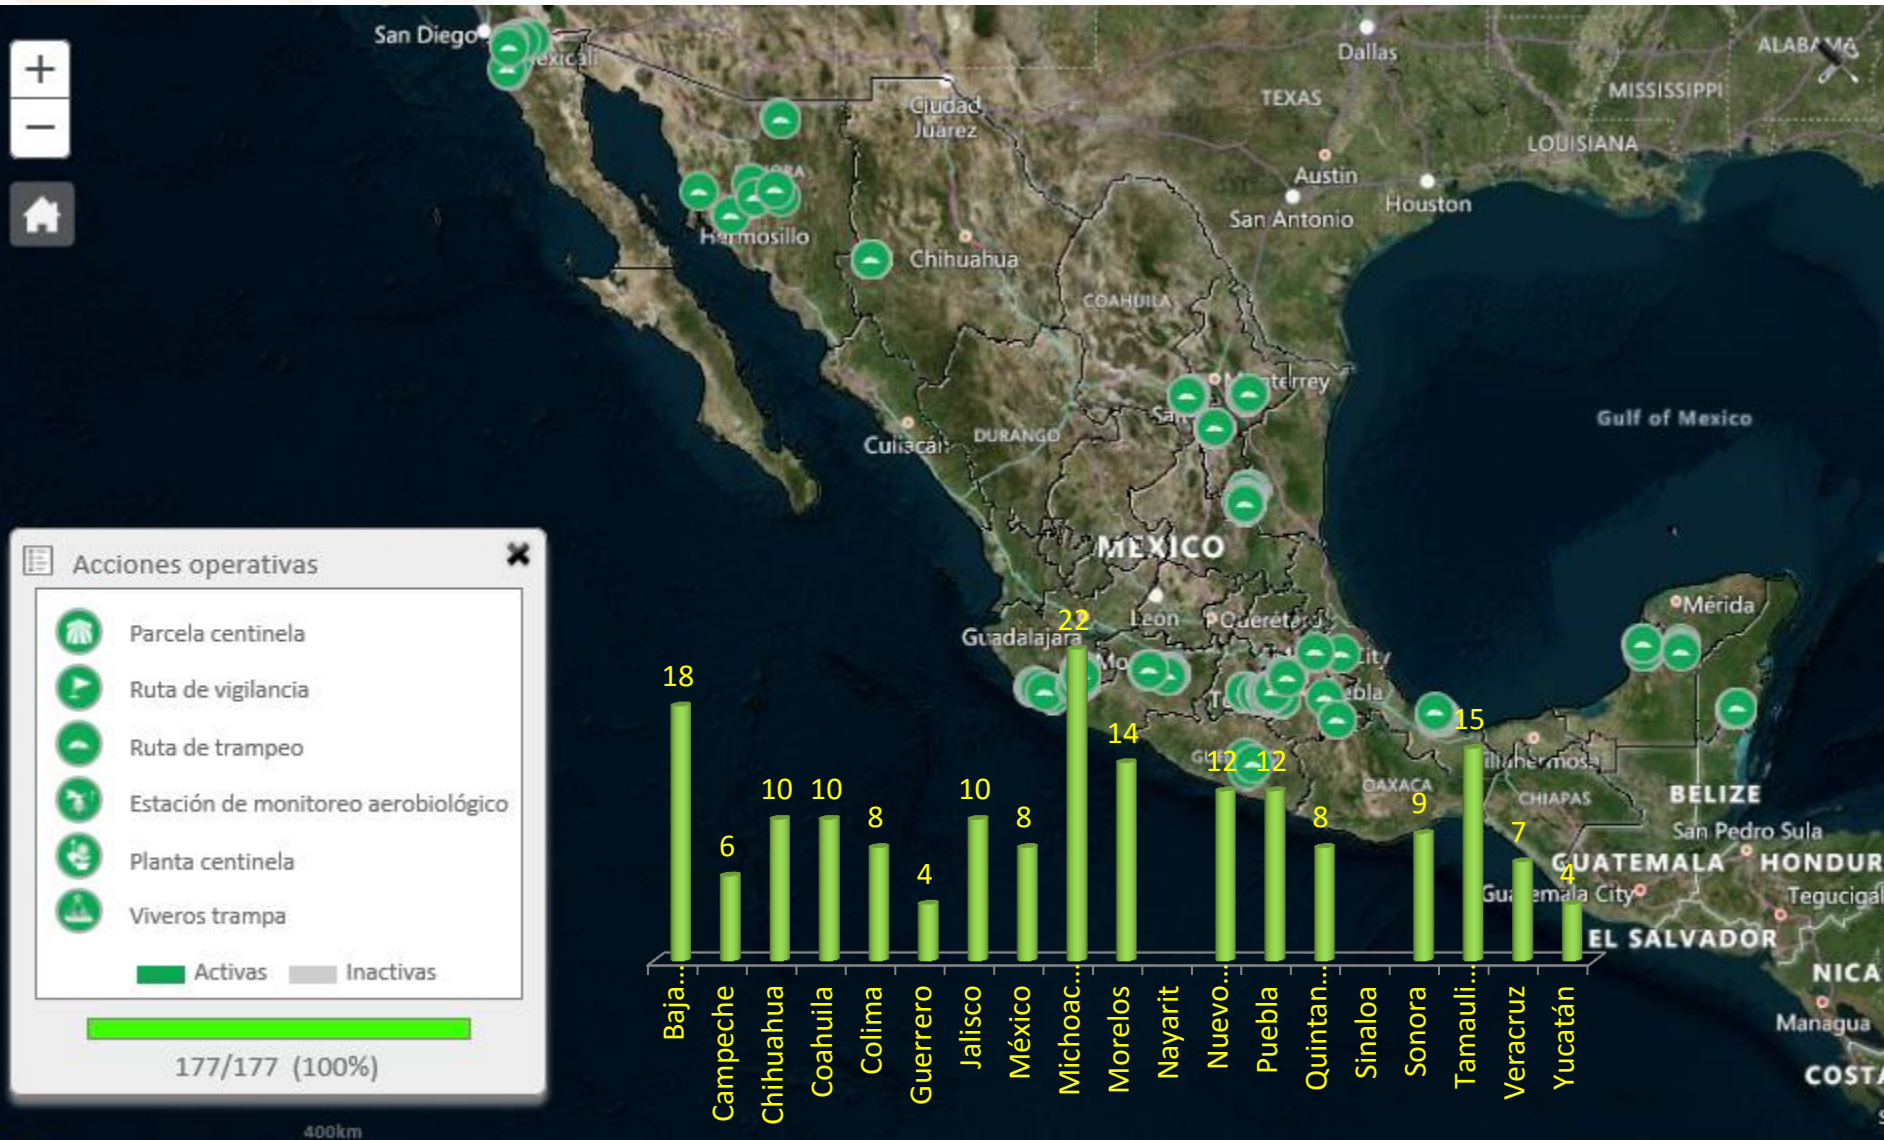 San Diego
Mexicali
Dallas
ALABAMA
MISSISSIPPI
TEXAS
Ciudad
Juárez
LOUISIANA
Austin
San Antonio
Houston
Hermosillo
Chihuahua
COAHUILA
Monterrey
Gulf of Mexico
Culiacán
DURANGO
MÉXICO
Mérida
León
Querétaro
Guadalajara
City
OAXACA
Villahermosa
CHIAPAS
BELIZE
San Pedro Sula
GUATEMALA
HONDUR
Guatemala City
Tegucigal
EL SALVADOR
NICA
Managua
COSTA
+
−
Acciones operativas
Parcela centinela
Ruta de vigilancia
Ruta de trampeo
Estación de monitoreo aerobiológico
Planta centinela
Viveros trampa
Activas
Inactivas
177/177 (100%)
400km
18
6
10
10
8
4
10
8
22
14
12
12
8
9
15
7
4
Baja...
Campeche
Chihuahua
Coahuila
Colima
Guerrero
Jalisco
México
Michoac...
Morelos
Nayarit
Nuevo...
Puebla
Quintan...
Sinaloa
Sonora
Tamauli...
Veracruz
Yucatán